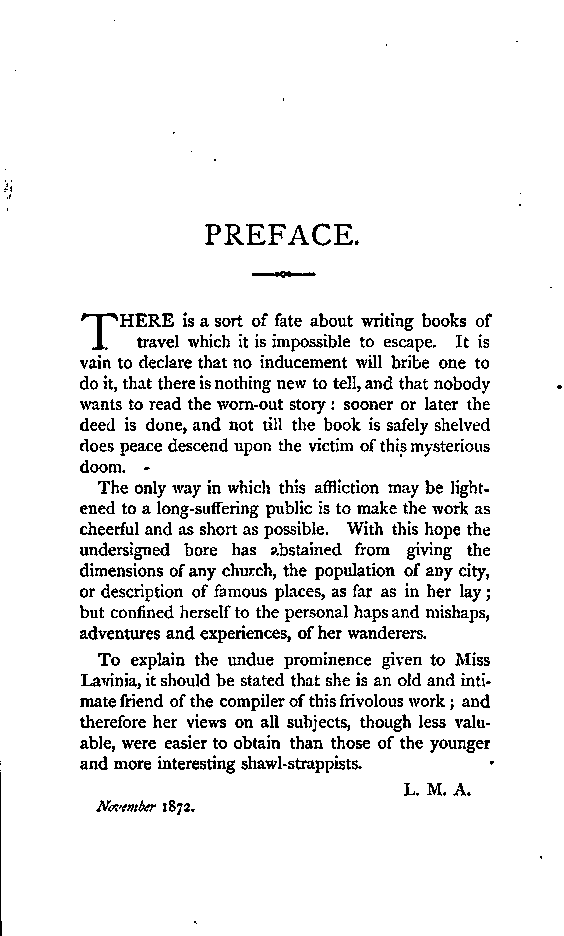 PREFACE.
THERE is a sort of fate about writing books of
travel which it is impossible to escape. It is
vain to declare that no inducement will bribe one to
do it, that there is nothing new to tell, and that nobody
wants to read the worn-out story: sooner or later the
deed is done, and not till the book is safely shelved
does peace descend upon the victim of this mysterious
doom.
The only way in which this affliction may be light-
ened to a long-suffering public is to make the work as
cheerful and as short as possible. With this hope the
undersigned bore has abstained from giving the
dimensions of any church, the population of any city,
or description of famous places, as far as in her lay;
but confined herself to the personal haps and mishaps,
adventures and experiences, of her wanderers.
To explain the undue prominence given to Miss
Lavinia, it should be stated that she is an old and inti-
mate friend of the compiler of this frivolous work; and
therefore her views on all subjects, though less valu-
able, were easier to obtain than those of the younger
and more interesting shawl-strappists.
L. M. A.
November 1872.